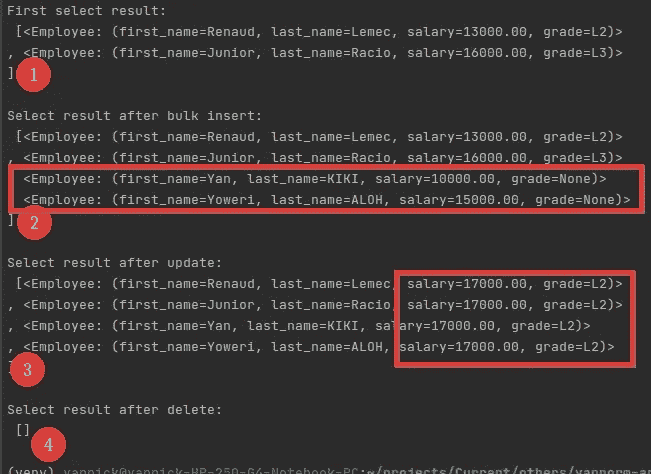 First select result:
[<Employee: (first_name=Renaud, last_name=Lemec, salary=13000.00, grade=L2)>
, <Employee: (first_name=Junior, last_name=Racio, salary=16000.00, grade=L3)>
] 1
Select result after bulk insert:
[<Employee: (first_name=Renaud, last_name=Lemec, salary=13000.00, grade=L2)>
, <Employee: (first_name=Junior, last_name=Racio, salary=16000.00, grade=L3)>
<Employee: (first_name=Yan, last_name=KIKI, salary=10000.00, grade=None)>
<Employee: (first_name=Yoweri, last_name=ALOH, salary=15000.00, grade=None)>
] 2
Select result after update:
[<Employee: (first_name=Renaud, last_name=Lemec, salary=17000.00, grade=L2)>
, <Employee: (first_name=Junior, last_name=Racio, salary=17000.00, grade=L2)>
, <Employee: (first_name=Yan, last_name=KIKI, salary=17000.00, grade=L2)>
, <Employee: (first_name=Yoweri, last_name=ALOH, salary=17000.00, grade=L2)>
] 3
Select result after delete:
[] 4
(venv) yannick@yannick-HP-250-G4-Notebook-PC:~/projects/Current/others/